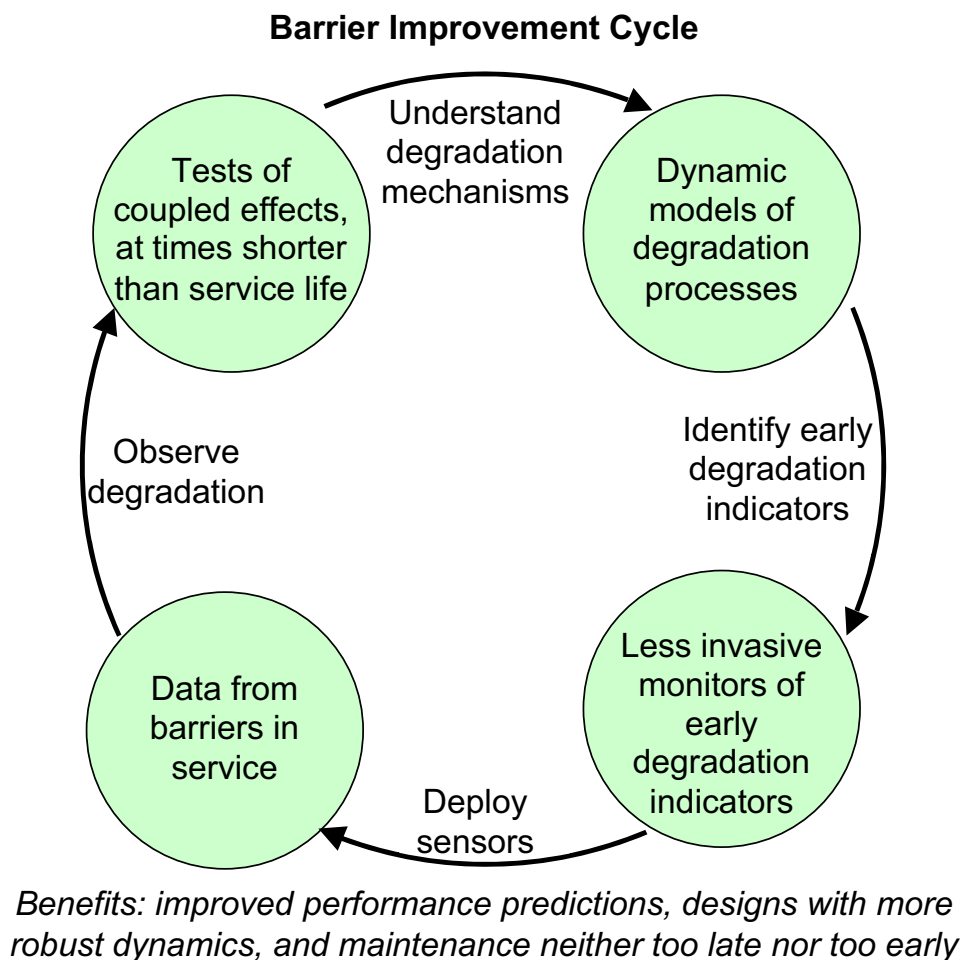 Barrier Improvement Cycle
Tests of
coupled effects,
at times shorter
than service life
Understand
degradation
mechanisms
Dynamic
models of
degradation
processes
Identify early
degradation
indicators
Less invasive
monitors of
early
degradation
indicators
Deploy
sensors
Data from
barriers in
service
Observe
degradation
Benefits: improved performance predictions, designs with more
robust dynamics, and maintenance neither too late nor too early